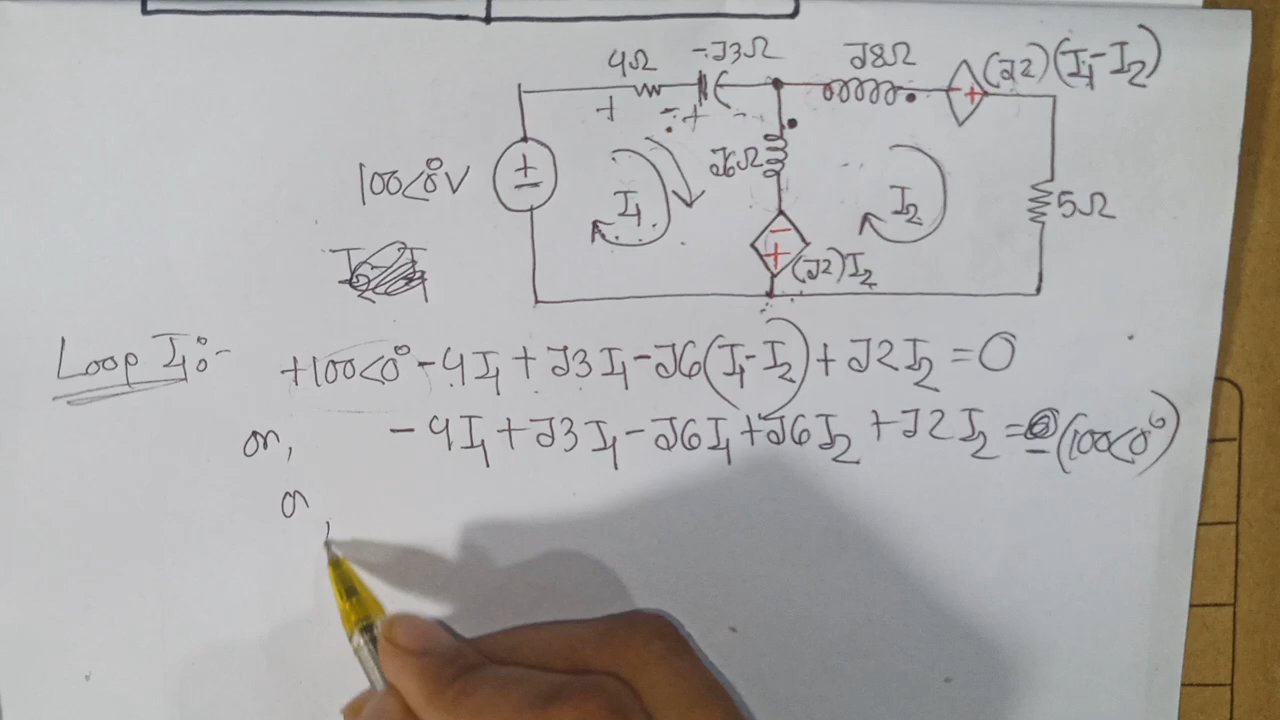 4Ω -J3Ω J8Ω (J2)(I₁-I₂)
+ - + -
100<0°V + - I₁ J6Ω I₂ 5Ω
- + (J2)I₂
Loop I₁:- +100<0° -4I₁ + J3I₁ - J6(I₁-I₂) + J2I₂ = 0
or, -4I₁ + J3I₁ - J6I₁ + J6I₂ + J2I₂ = -(100<0°)
or,